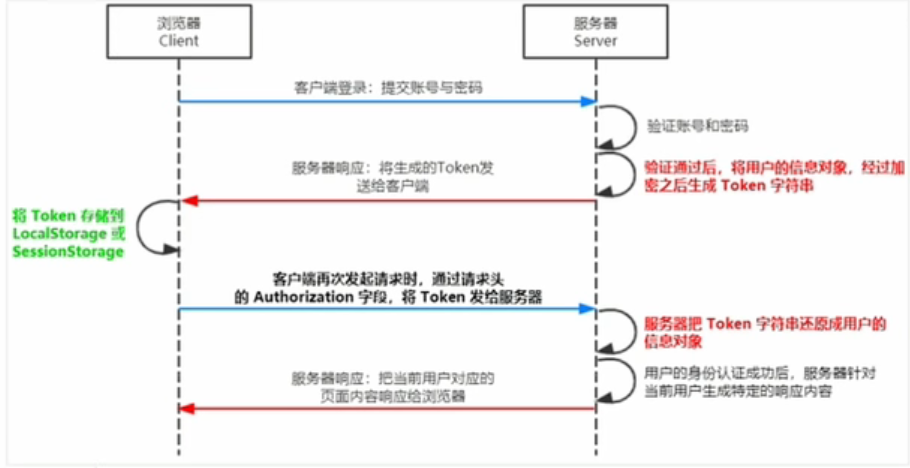 浏览器
Client
服务器
Server
客户端登录：提交账号与密码
验证账号和密码
服务器响应：将生成的Token发
送给客户端
验证通过后，将用户的信息对象，经过加
密之后生成 Token 字符串
将 Token 存储到
LocalStorage 或
SessionStorage
客户端再次发起请求时，通过请求头
的 Authorization 字段，将 Token 发给服务器
服务器把 Token 字符串还原成用户的
信息对象
服务器响应：把当前用户对应的
页面内容响应给浏览器
用户的身份认证成功后，服务器针对
当前用户生成特定的响应内容